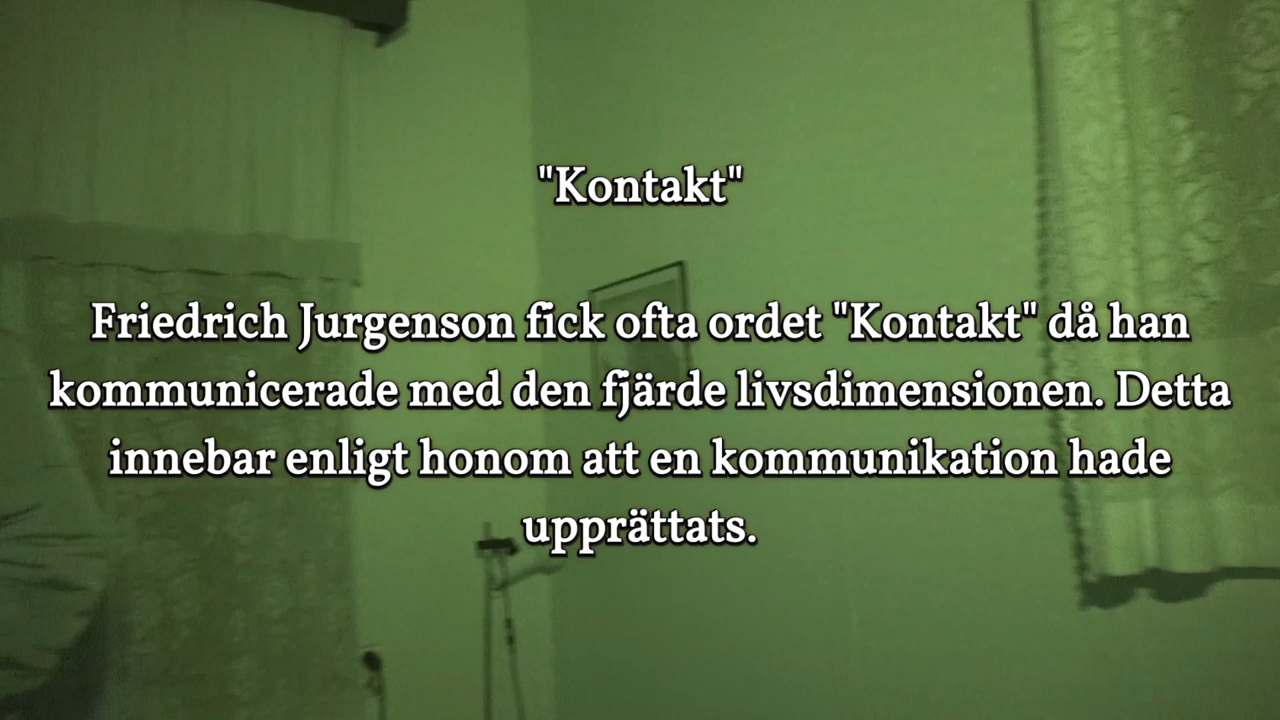 "Kontakt"
Friedrich Jurgenson fick ofta ordet "Kontakt" då han
kommunicerade med den fjärde livsdimensionen. Detta
innebar enligt honom att en kommunikation hade
upprättats.